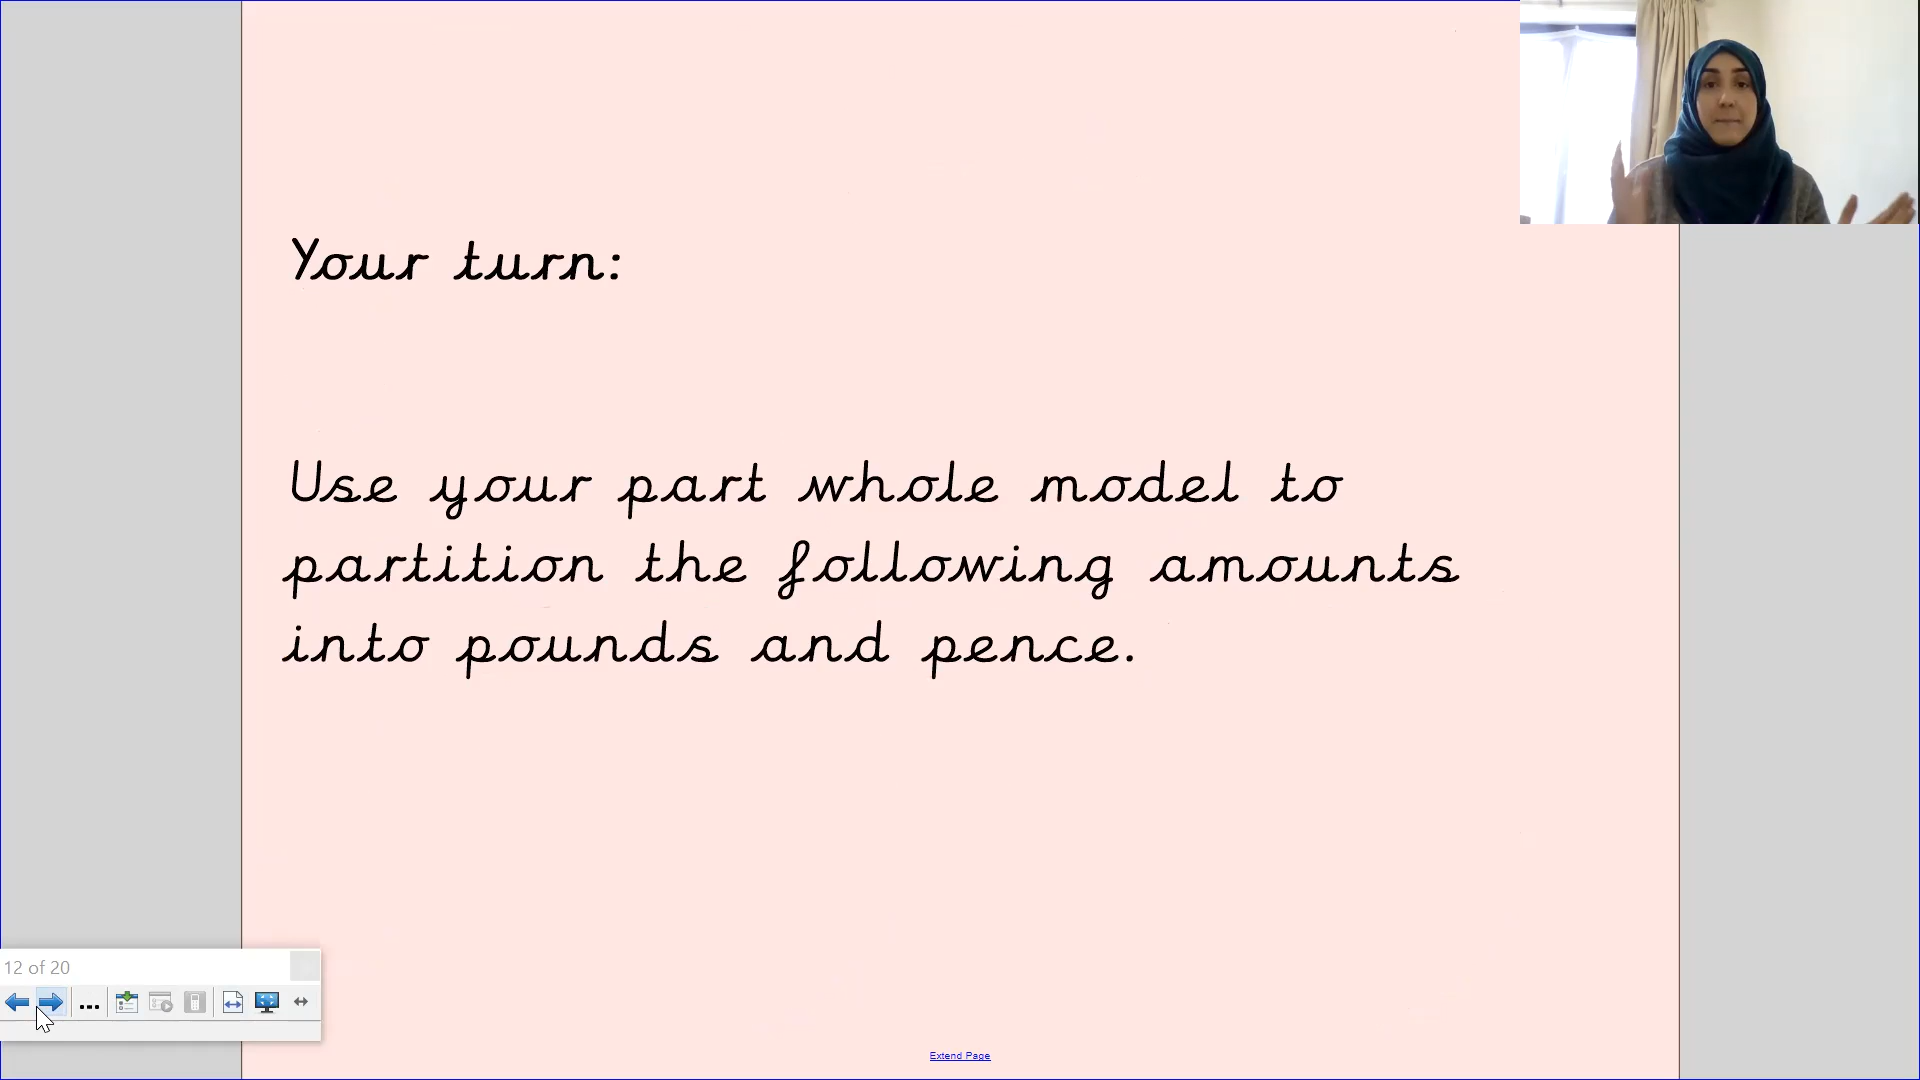 Your turn:
Use your part whole model to
partition the following amounts
into pounds and pence.
12 of 20
Extend Page